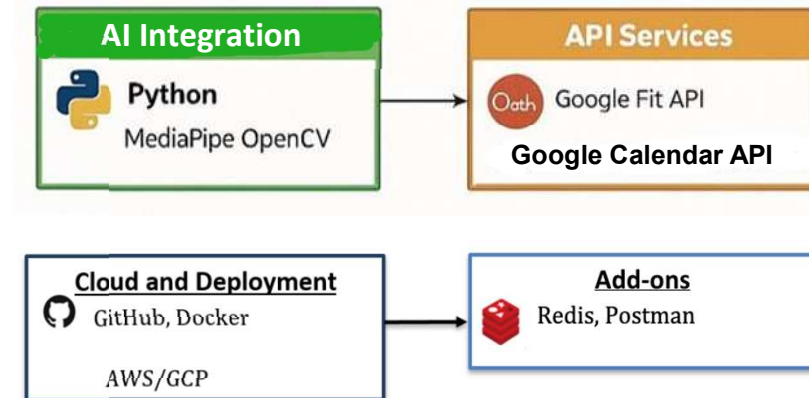 AI Integration
Python
MediaPipe OpenCV
API Services
Oath
Google Fit API
Google Calendar API
Cloud and Deployment
GitHub, Docker
AWS/GCP
Add-ons
Redis, Postman